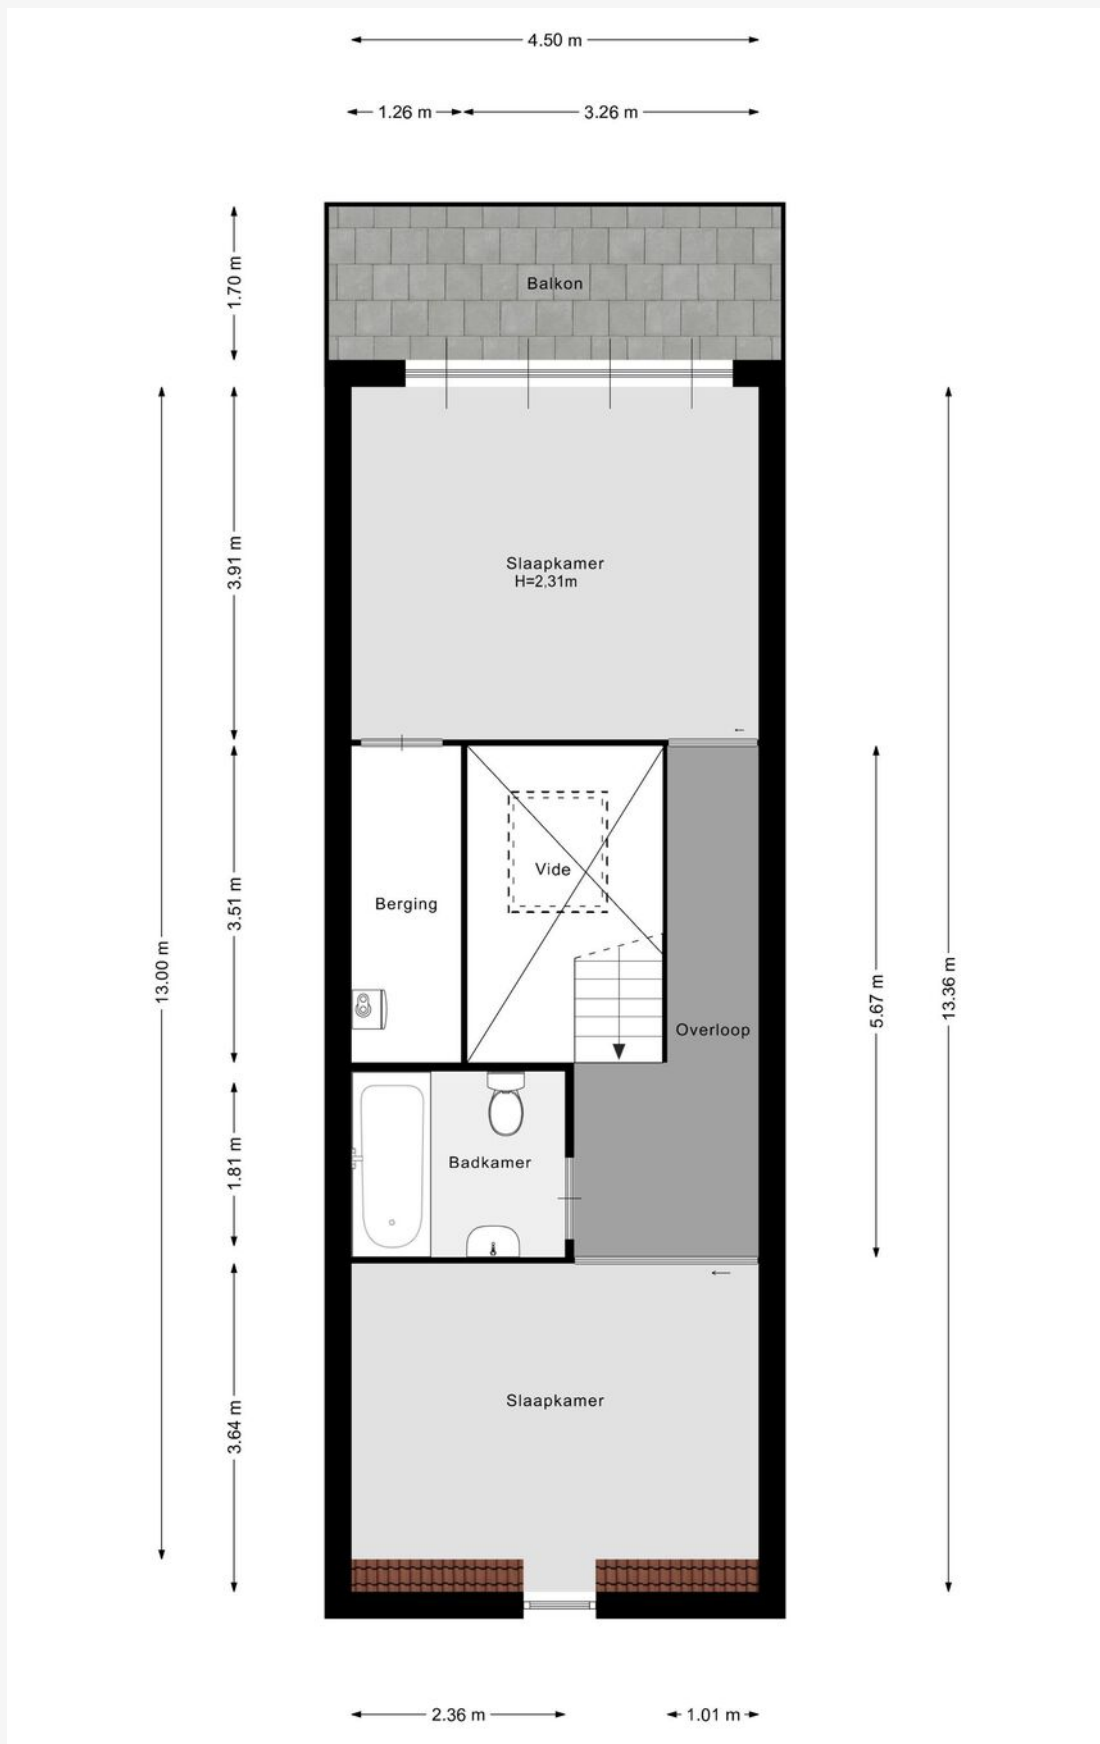 4.50 m
1.26 m
3.26 m
1.70 m
Balkon
3.91 m
Slaapkamer
H=2,31m
3.51 m
Vide
Berging
13.00 m
13.36 m
5.67 m
Overloop
1.81 m
Badkamer
3.64 m
Slaapkamer
2.36 m
1.01 m